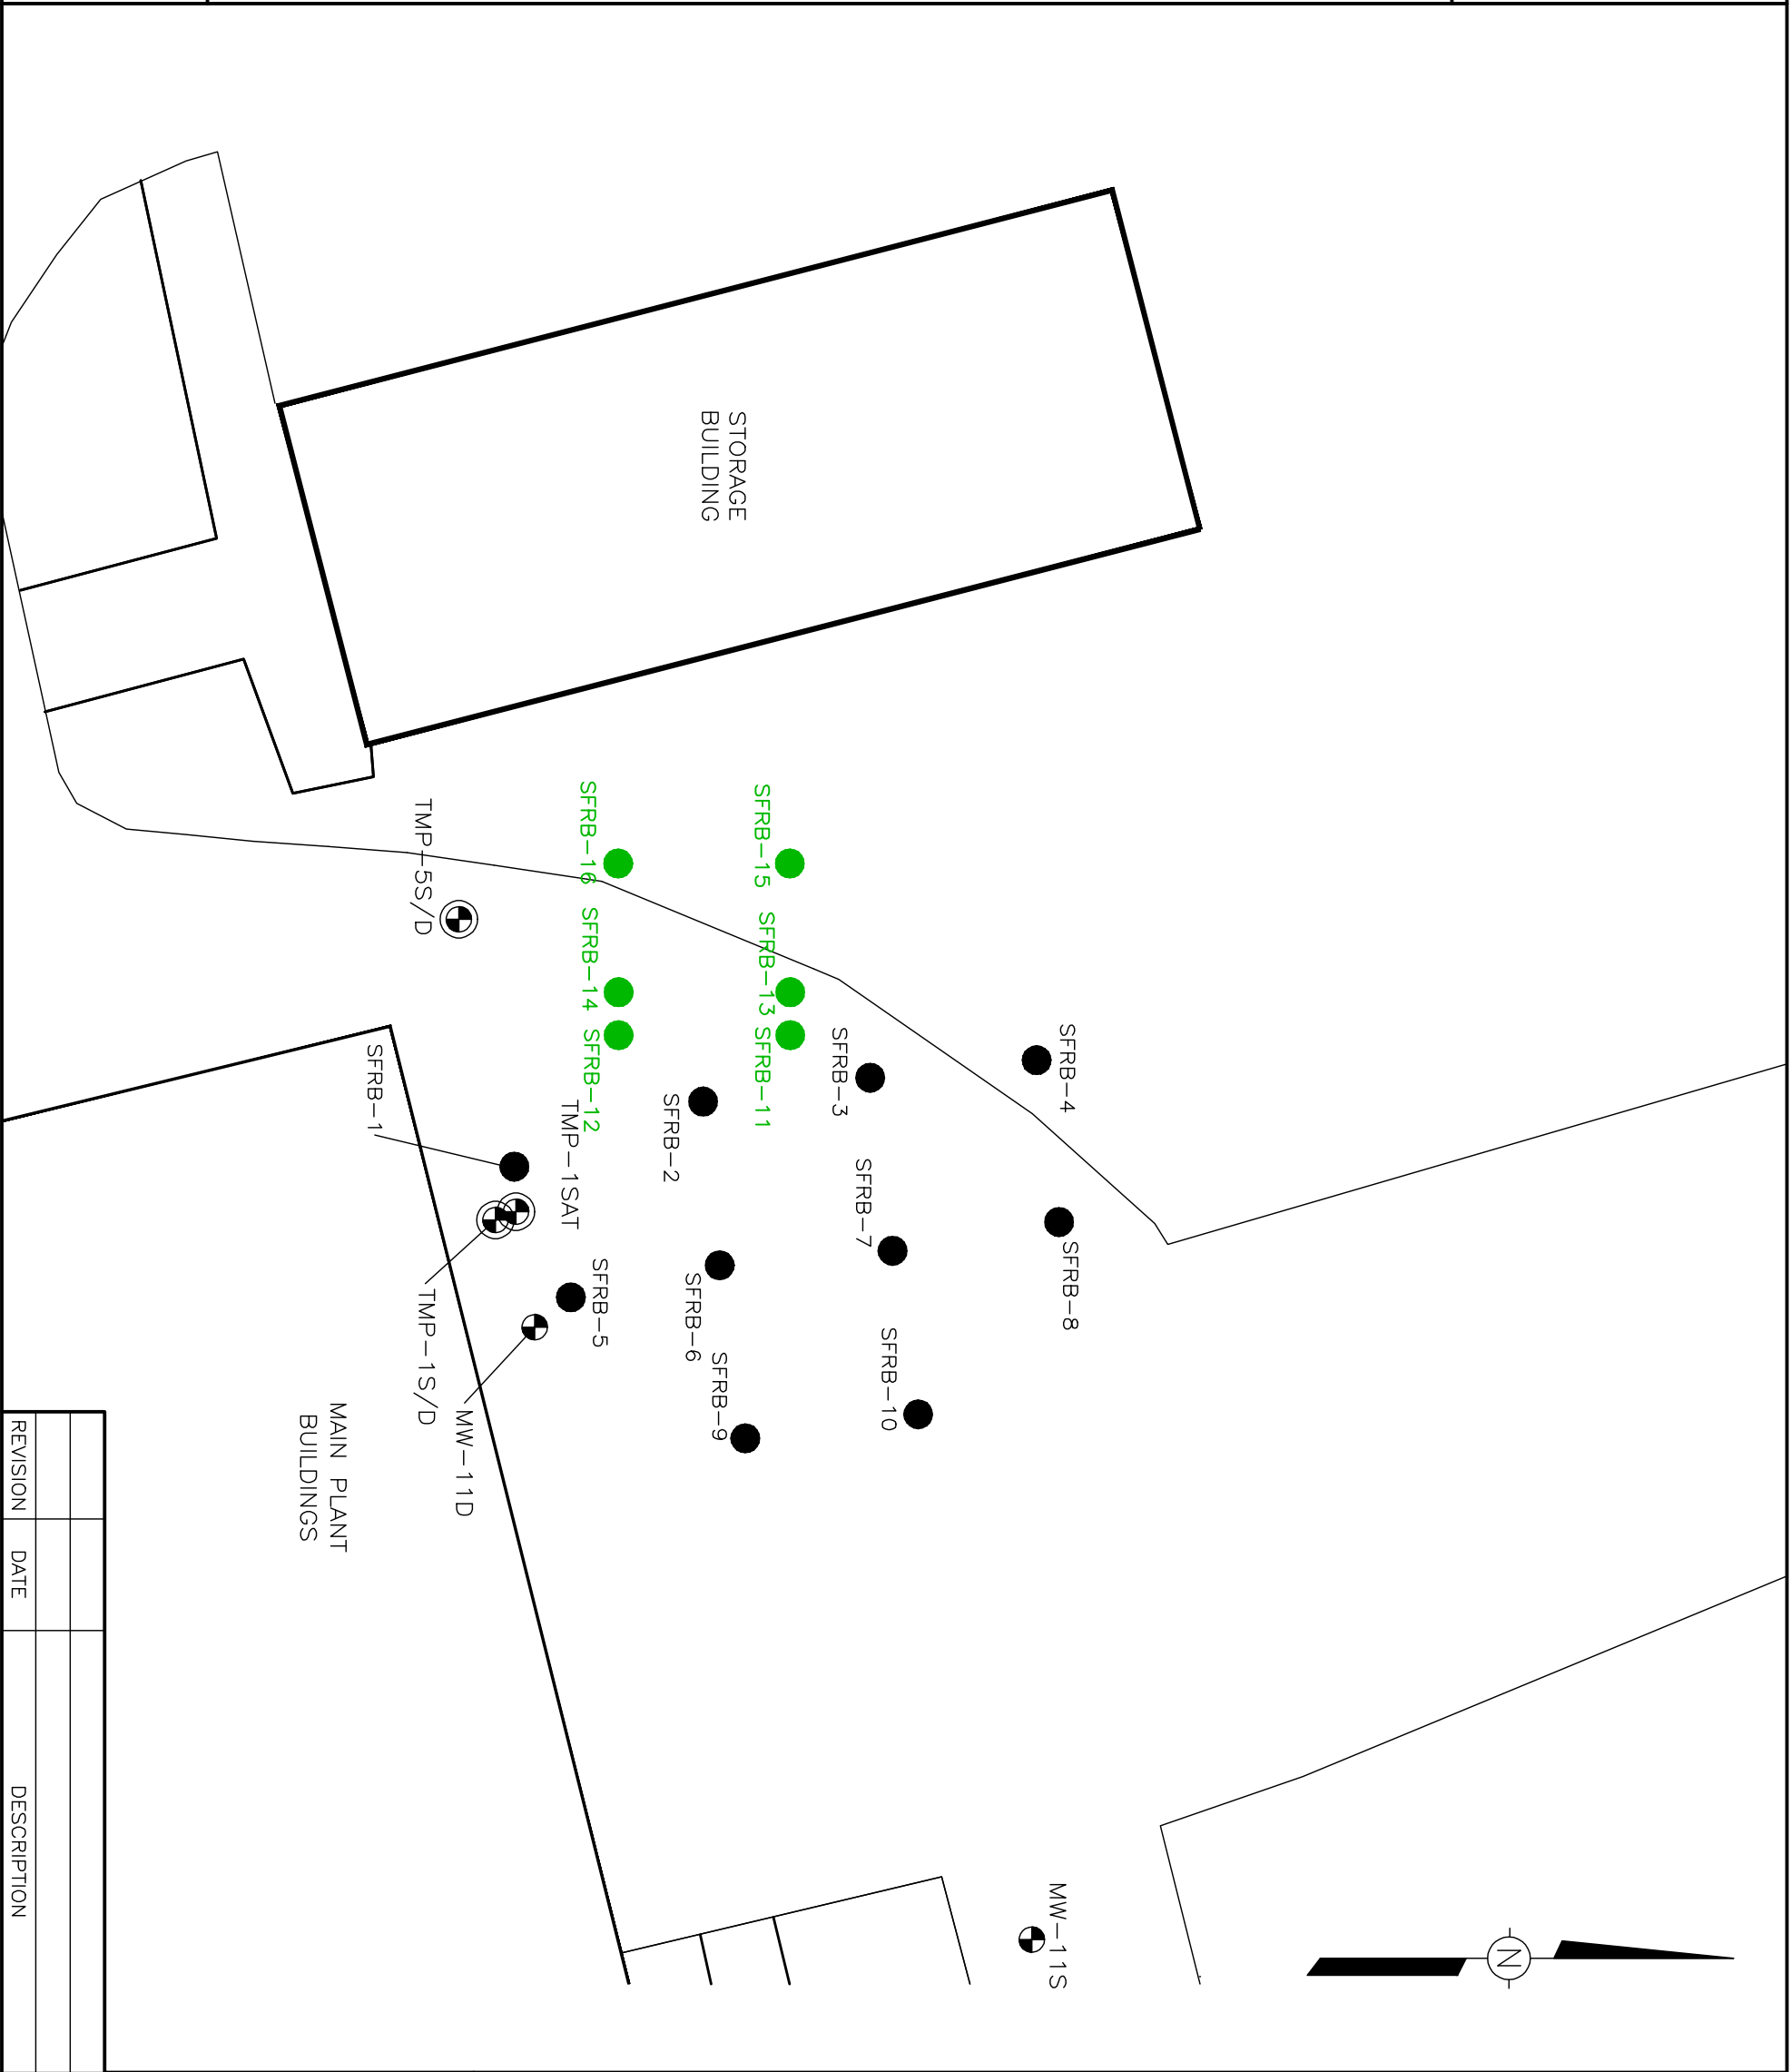 STORAGE
BUILDING
SFRB-4
SFRB-8
MW-11S
N
SFRB-10
SFRB-7
SFRB-3
SFRB-15
SFRB-13
SFRB-11
SFRB-9
SFRB-6
SFRB-2
SFRB-16
SFRB-14
SFRB-12
SFRB-5
TMP-1SAT
MW-11D
TMP-5S/D
TMP-1S/D
SFRB-1
MAIN PLANT
BUILDINGS
REVISION DATE DESCRIPTION